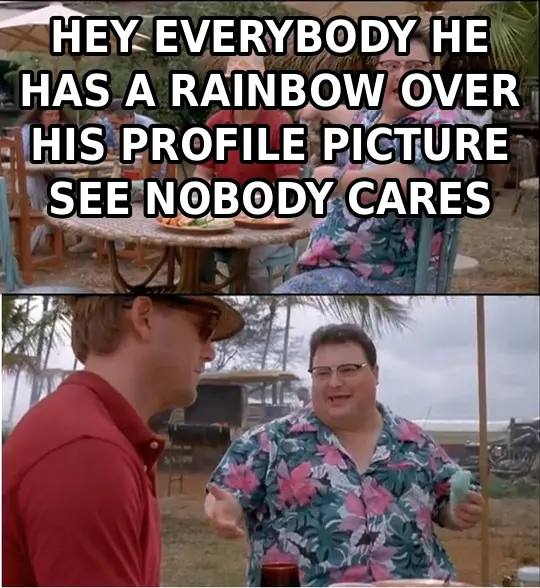 HEY EVERYBODY HE
HAS A RAINBOW OVER
HIS PROFILE PICTURE
SEE NOBODY CARES